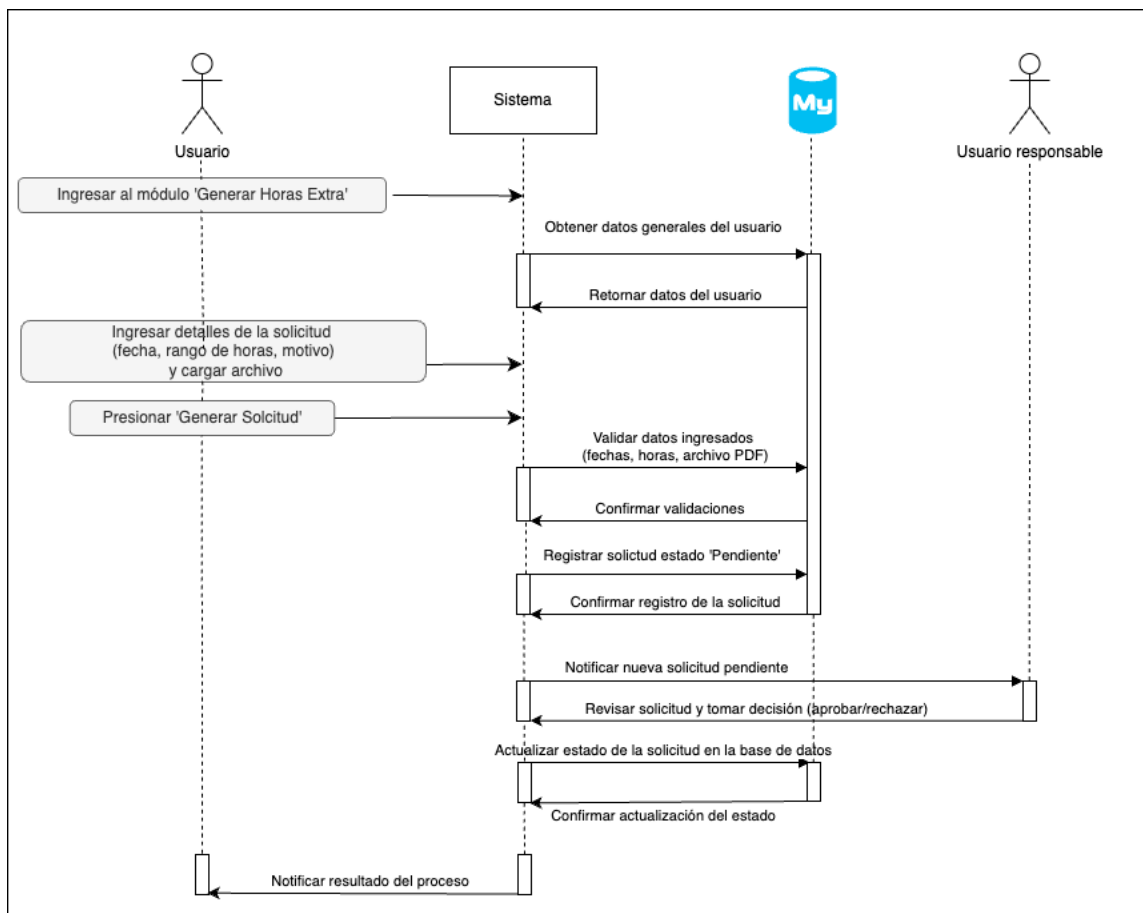 Usuario
Sistema
My
Usuario responsable
Ingresar al módulo 'Generar Horas Extra'
Obtener datos generales del usuario
Retornar datos del usuario
Ingresar detalles de la solicitud
(fecha, rango de horas, motivo)
y cargar archivo
Presionar 'Generar Solcitud'
Validar datos ingresados
(fechas, horas, archivo PDF)
Confirmar validaciones
Registrar solictud estado 'Pendiente'
Confirmar registro de la solicitud
Notificar nueva solicitud pendiente
Revisar solicitud y tomar decisión (aprobar/rechazar)
Actualizar estado de la solicitud en la base de datos
Confirmar actualización del estado
Notificar resultado del proceso